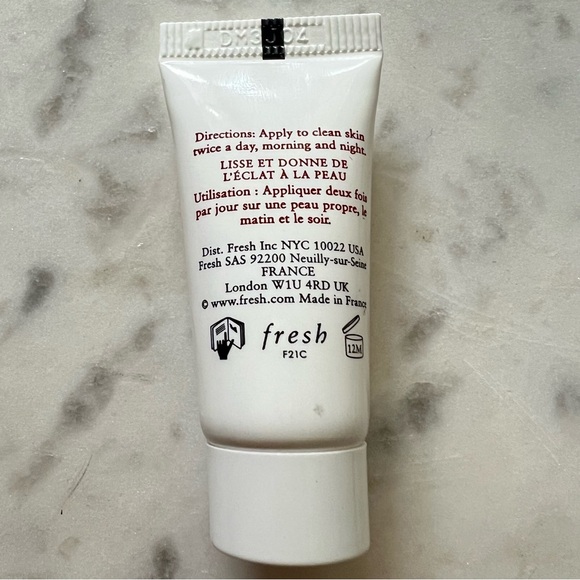 Directions: Apply to clean skin
twice a day, morning and night.
LISSE ET DONNE DE
L'ÉCLAT À LA PEAU
Utilisation : Appliquer deux fois
par jour sur une peau propre, le
matin et le soir.
Dist. Fresh Inc NYC 10022 USA
Fresh SAS 92200 Neuilly-sur-Seine
FRANCE
London W1U 4RD UK
© www.fresh.com Made in France
fresh
12M
F21C